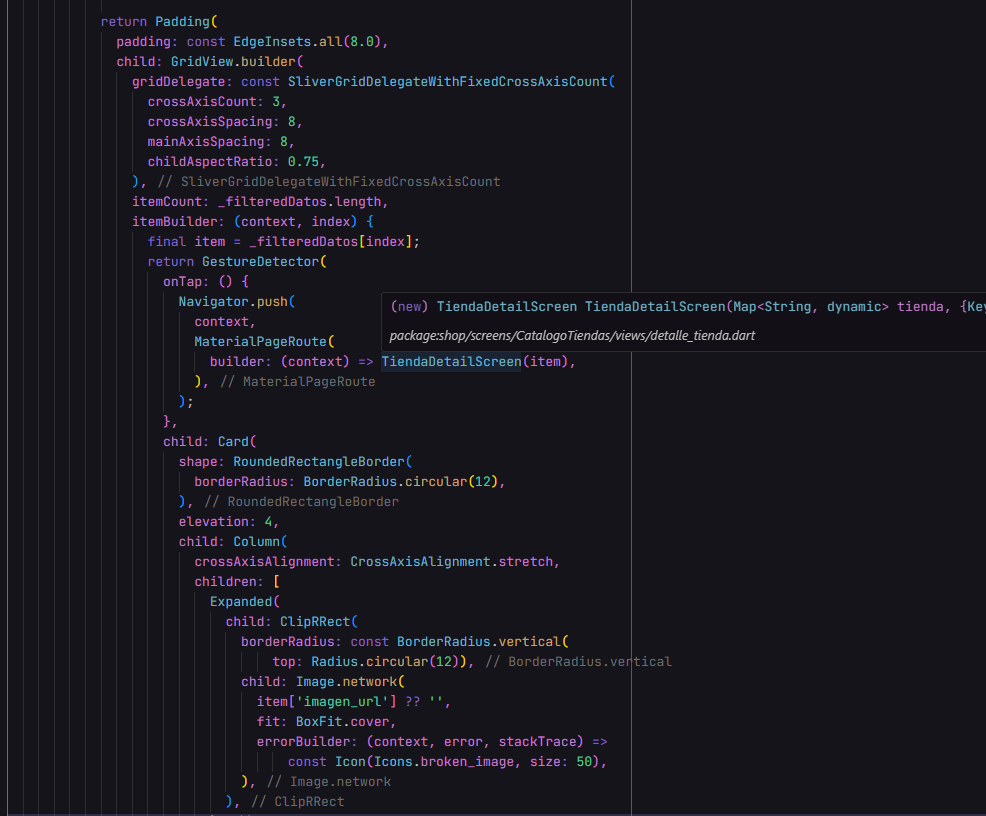 return Padding(
padding: const EdgeInsets.all(8.0),
child: GridView.builder(
gridDelegate: const SliverGridDelegateWithFixedCrossAxisCount(
crossAxisCount: 3,
crossAxisSpacing: 8,
mainAxisSpacing: 8,
childAspectRatio: 0.75,
), // SliverGridDelegateWithFixedCrossAxisCount
itemCount: _filteredDatos.length,
itemBuilder: (context, index) {
final item = _filteredDatos[index];
return GestureDetector(
onTap: () {
Navigator.push(
(new) TiendaDetailScreen TiendaDetailScreen(Map<String, dynamic> tienda, {Key
context,
package:shop/screens/CatalogoTiendas/views/detalle_tienda.dart
MaterialPageRoute(
builder: (context) => TiendaDetailScreen(item),
), // MaterialPageRoute
);
},
child: Card(
shape: RoundedRectangleBorder(
borderRadius: BorderRadius.circular(12),
), // RoundedRectangleBorder
elevation: 4,
child: Column(
crossAxisAlignment: CrossAxisAlignment.stretch,
children: [
Expanded(
child: ClipRRect(
borderRadius: const BorderRadius.vertical(
top: Radius.circular(12)), // BorderRadius.vertical
child: Image.network(
item['imagen_url'] ?? '',
fit: BoxFit.cover,
errorBuilder: (context, error, stackTrace) =>
const Icon(Icons.broken_image, size: 50),
), // Image.network
), // ClipRRect